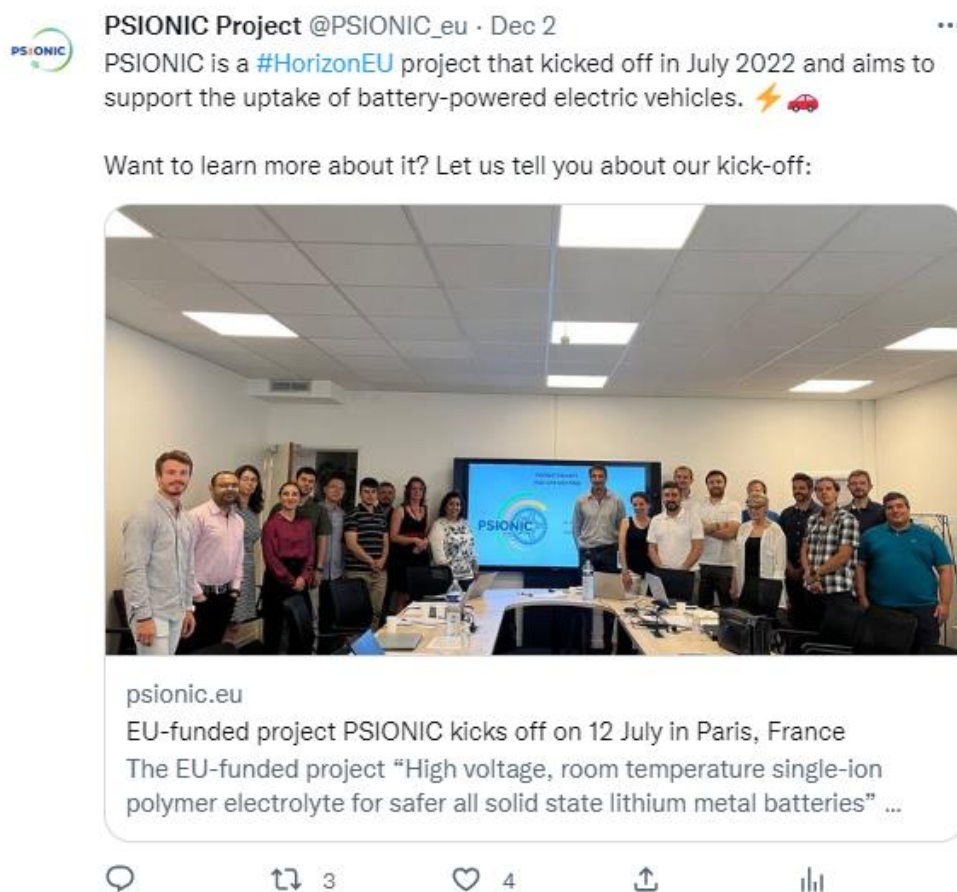 PSIONIC Project @PSIONIC_eu · Dec 2
PSIONIC
PSIONIC is a #HorizonEU project that kicked off in July 2022 and aims to
support the uptake of battery-powered electric vehicles. ⚡🚗
Want to learn more about it? Let us tell you about our kick-off:
PSIONIC
psionic.eu
EU-funded project PSIONIC kicks off on 12 July in Paris, France
The EU-funded project “High voltage, room temperature single-ion
polymer electrolyte for safer all solid state lithium metal batteries” ...
3
4